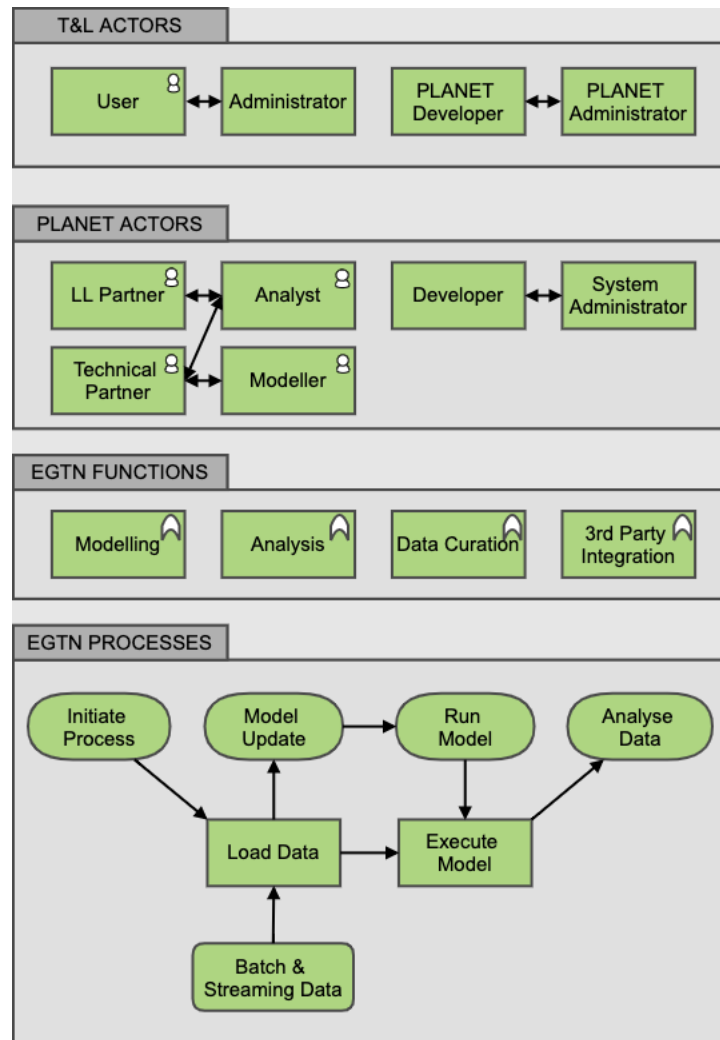 T&L ACTORS
User
Administrator
PLANET
Developer
PLANET
Administrator
PLANET ACTORS
LL Partner
Analyst
Developer
System
Administrator
Technical
Partner
Modeller
EGTN FUNCTIONS
Modelling
Analysis
Data Curation
3rd Party
Integration
EGTN PROCESSES
Initiate
Process
Model
Update
Run
Model
Analyse
Data
Load Data
Execute
Model
Batch &
Streaming Data